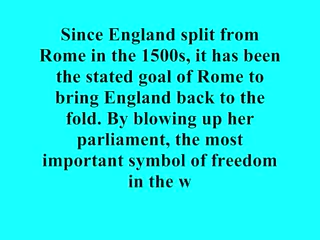 Since England split from
Rome in the 1500s, it has been
the stated goal of Rome to
bring England back to the
fold. By blowing up her
parliament, the most
important symbol of freedom
in the w